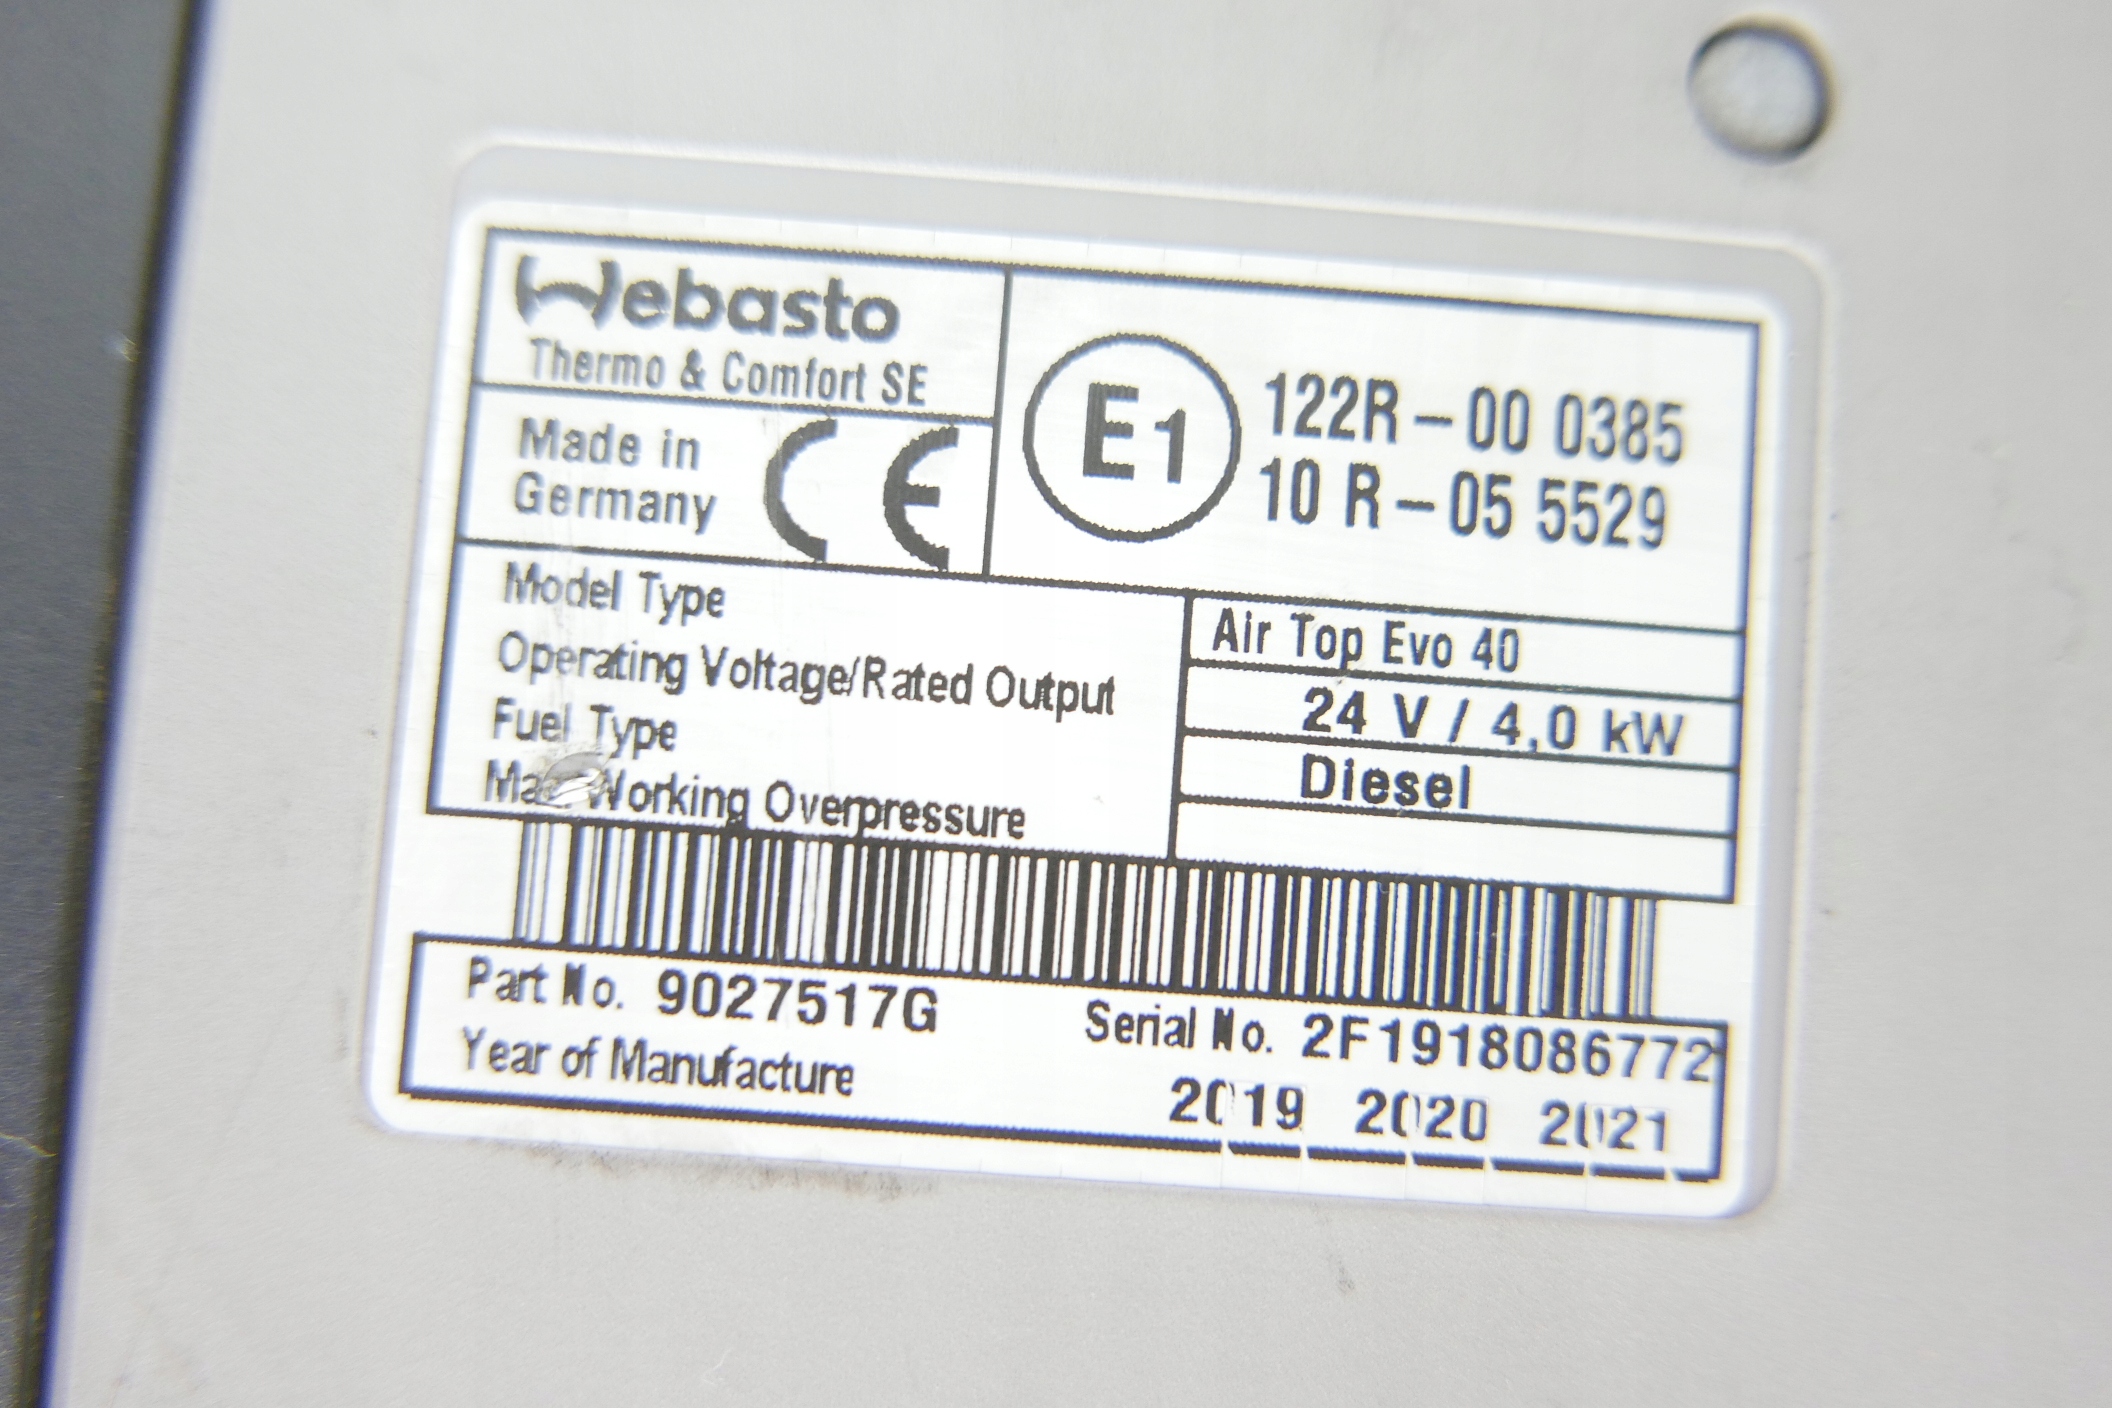 Webasto
Thermo & Comfort SE
Made in
Germany
CE
E1
122R - 00 0385
10 R - 05 5529
Model Type
Air Top Evo 40
Operating Voltage/Rated Output
24 V / 4,0 kW
Fuel Type
Diesel
Working Overpressure
Part No. 9027517G
Serial No. 2F1918086772
Year of Manufacture
2019 2020 2021